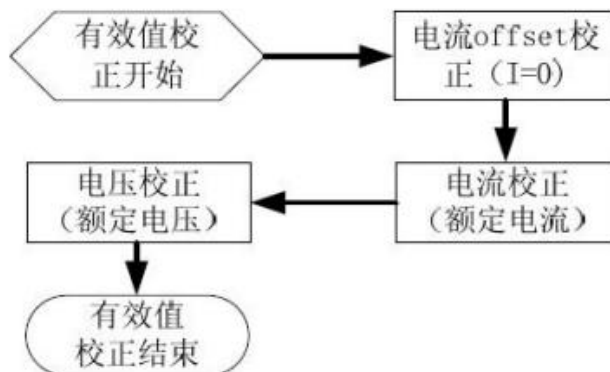 有效值校
正开始
电流offset校
正（I=0）
电流校正
（额定电流）
电压校正
（额定电压）
有效值
校正结束